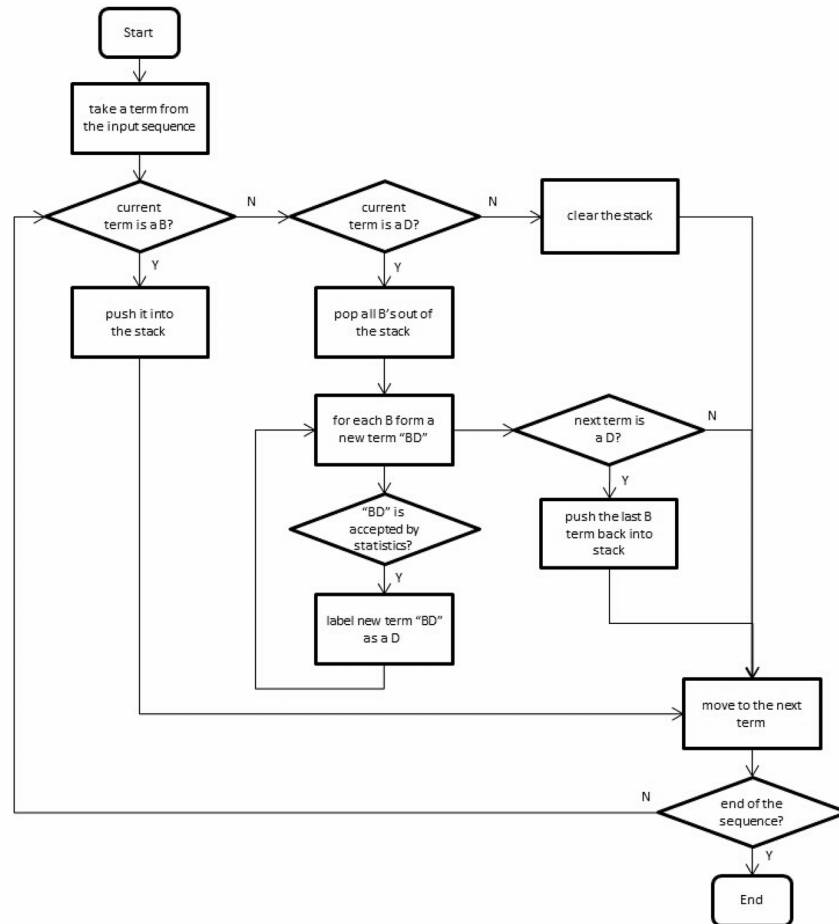 Start
take a term from
the input sequence
current
term is a B?
N
current
term is a D?
N
clear the stack
Y
Y
push it into
the stack
pop all B's out of
the stack
for each B form a
new term "BD"
next term is
a D?
N
Y
"BD" is
accepted by
statistics?
push the last B
term back into
stack
Y
label new term "BD"
as a D
move to the next
term
N
end of the
sequence?
Y
End